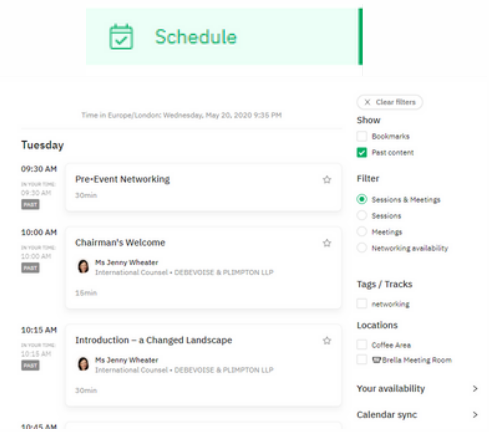 Schedule
Time in Europe/London: Wednesday, May 20, 2020 9:35 PM
Tuesday
09:30 AM
IN YOUR TIME:
09:30 AM
PAST
Pre-Event Networking
30min
10:00 AM
IN YOUR TIME:
10:00 AM
PAST
Chairman's Welcome
Ms Jenny Wheater
International Counsel • DEBEVOISE & PLIMPTON LLP
15min
10:15 AM
IN YOUR TIME:
10:15 AM
PAST
Introduction – a Changed Landscape
Ms Jenny Wheater
International Counsel • DEBEVOISE & PLIMPTON LLP
30min
10:45 AM
× Clear filters
Show
Bookmarks
Past content
Filter
Sessions & Meetings
Sessions
Meetings
Networking availability
Tags / Tracks
networking
Locations
Coffee Area
Brella Meeting Room
Your availability
Calendar sync